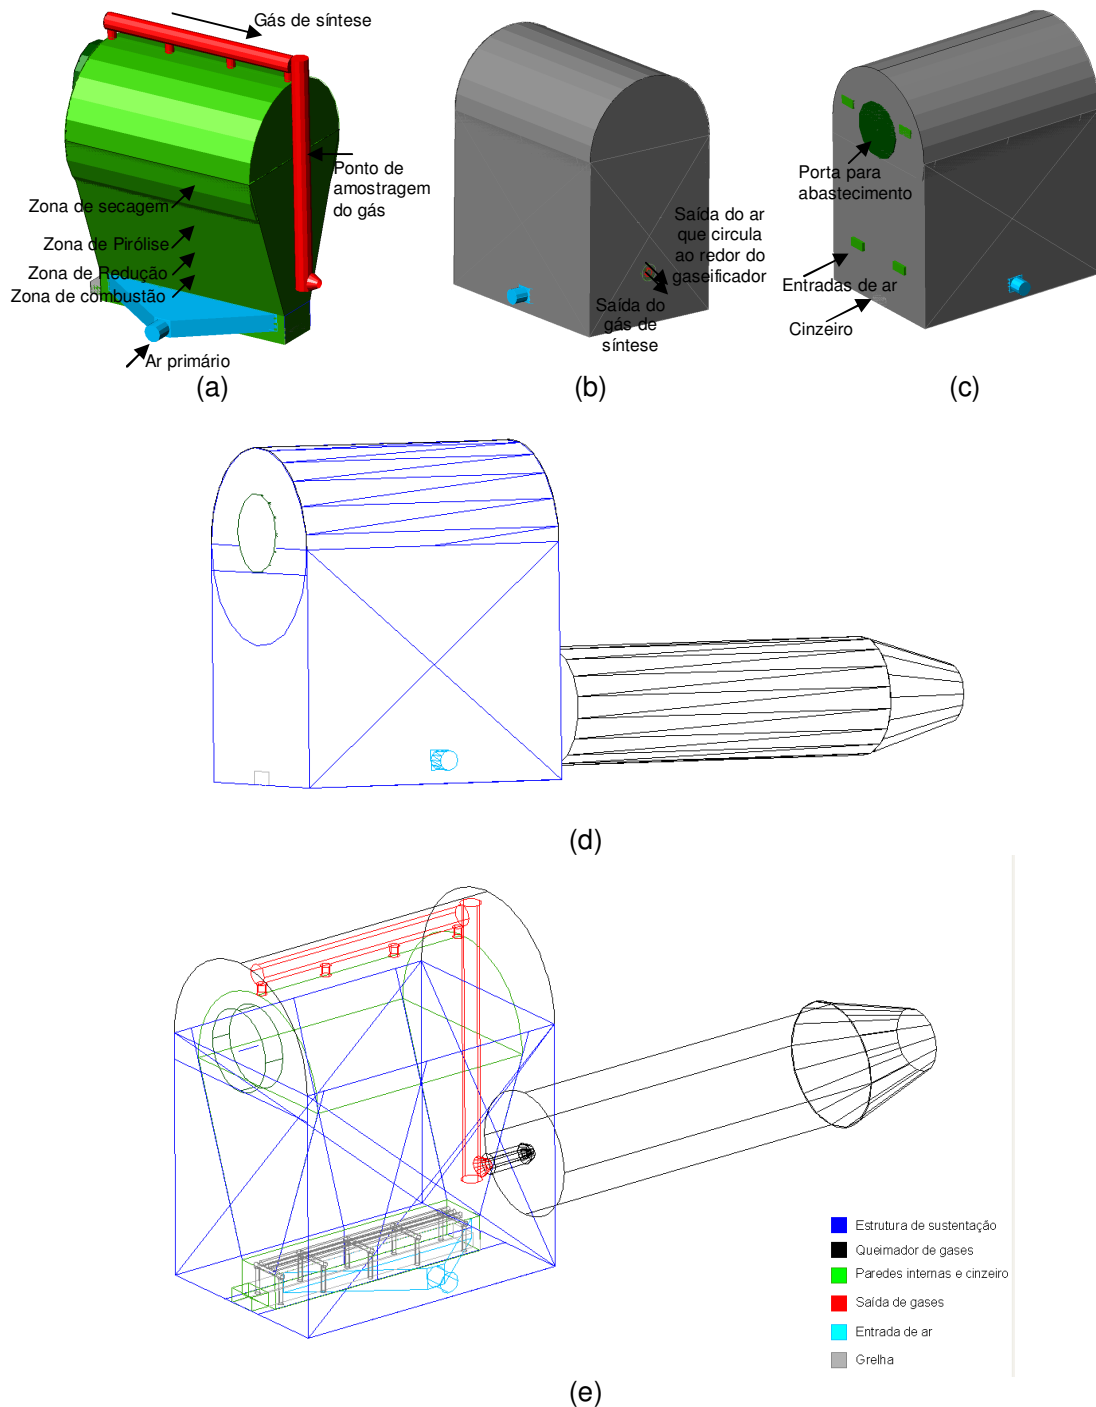 Gás de síntese
Ponto de
amostragem
do gás
Zona de secagem
Zona de Pirólise
Zona de Redução
Zona de combustão
Ar primário
(a)
Saída do ar
que circula
ao redor do
gaseificador
Saída do
gás de
síntese
(b)
Porta para
abastecimento
Entradas de ar
Cinzeiro
(c)
(d)
Estrutura de sustentação
Queimador de gases
Paredes internas e cinzeiro
Saída de gases
Entrada de ar
Grelha
(e)